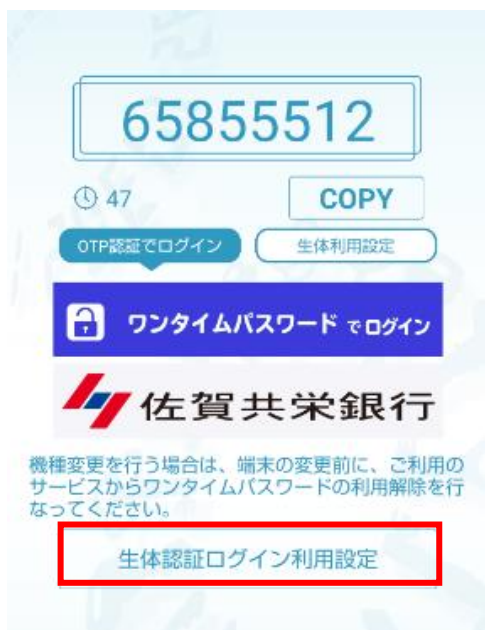 65855512
47
COPY
OTP認証でログイン
生体利用設定
ワンタイムパスワード でログイン
佐賀共栄銀行
機種変更を行う場合は、端末の変更前に、ご利用の
サービスからワンタイムパスワードの利用解除を行
なってください。
生体認証ログイン利用設定